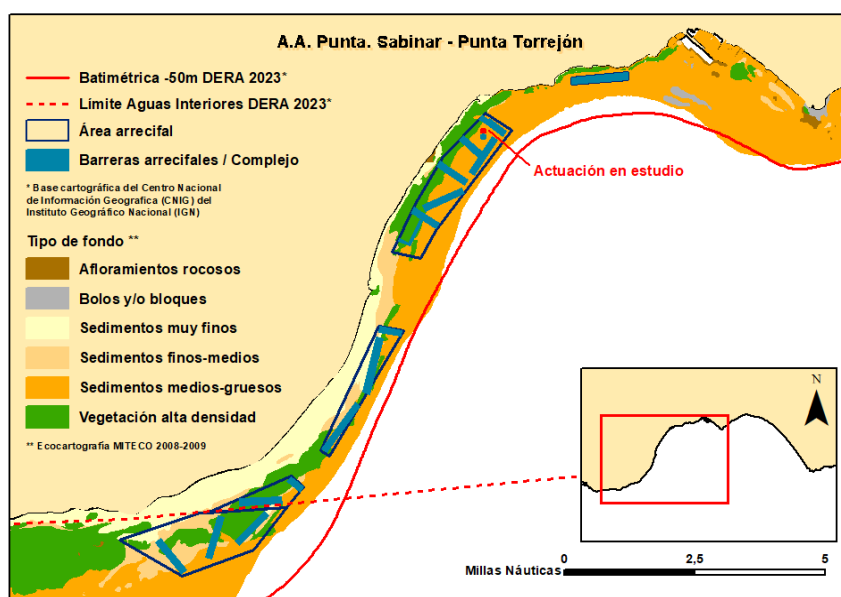 A.A. Punta. Sabinar - Punta Torrejón
Batimétrica -50m DERA 2023*
Límite Aguas Interiores DERA 2023*
Área arrecifal
Barreras arrecifales / Complejo
* Base cartográfica del Centro Nacional
de Información Geografica (CNIG) del
Instituto Geográfico Nacional (IGN)
Tipo de fondo **
Afloramientos rocosos
Bolos y/o bloques
Sedimentos muy finos
Sedimentos finos-medios
Sedimentos medios-gruesos
Vegetación alta densidad
** Ecocartografía MITECO 2008-2009
Actuación en estudio
N
Millas Náuticas
0 2,5 5